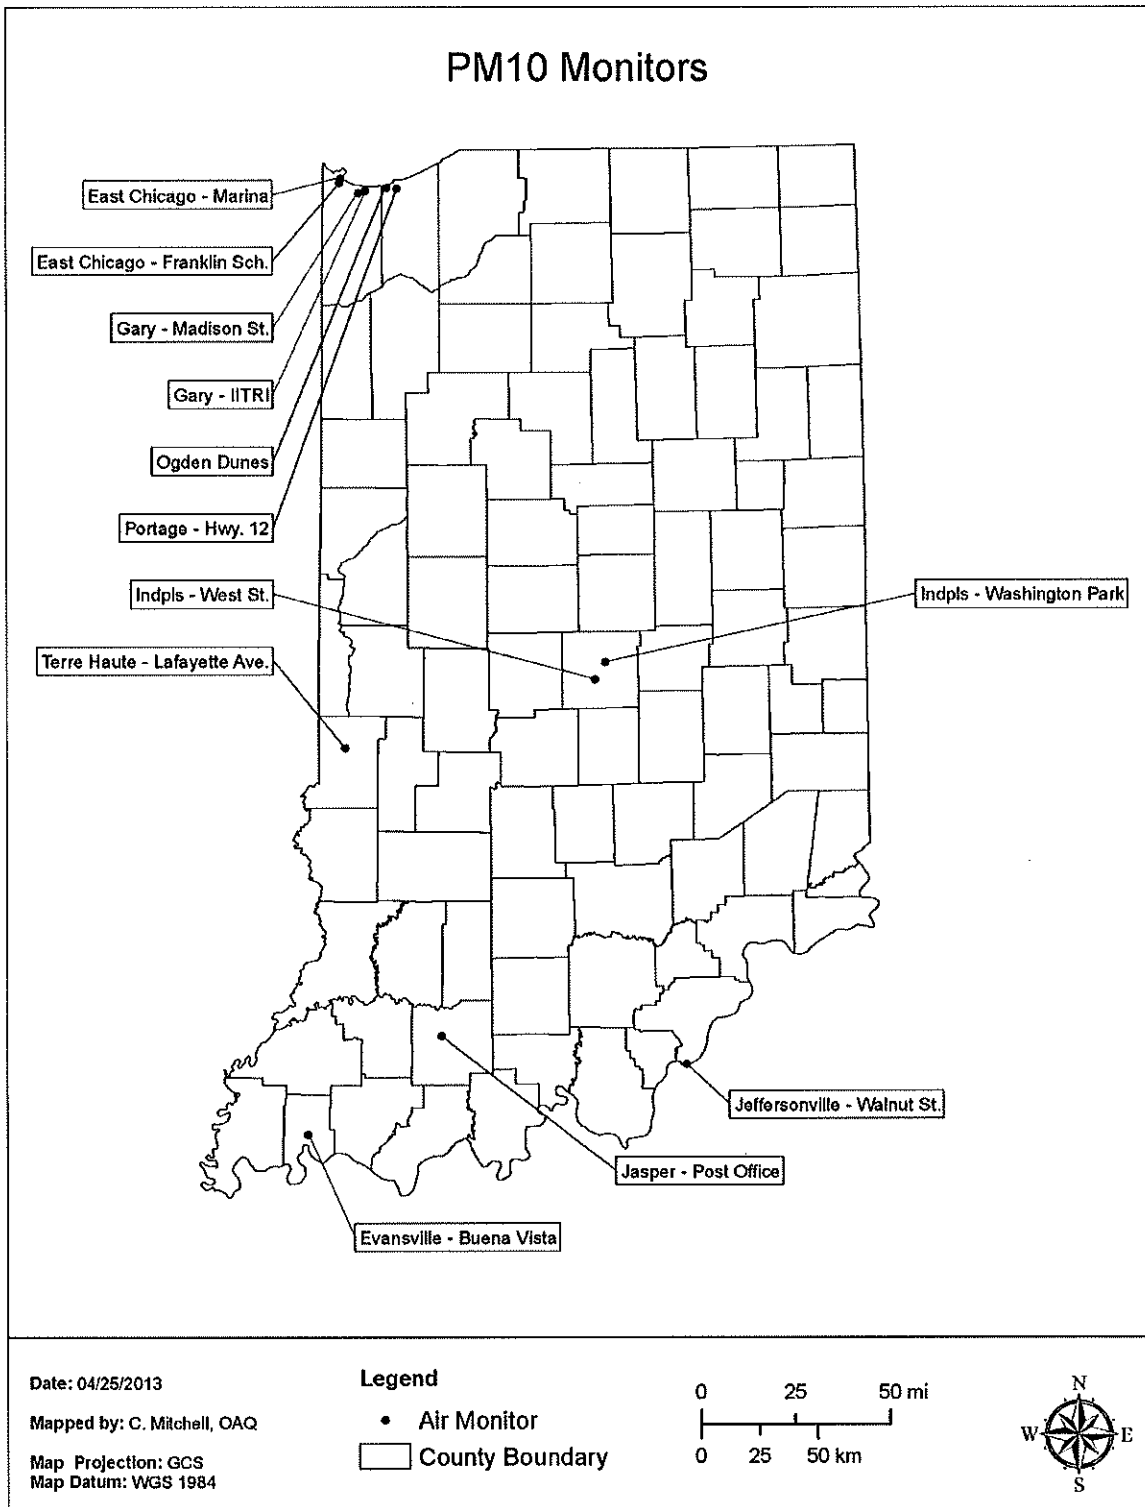 PM10 Monitors
East Chicago - Marina
East Chicago - Franklin Sch.
Gary - Madison St.
Gary - IITRI
Ogden Dunes
Portage - Hwy. 12
Indpls - West St.
Indpls - Washington Park
Terre Haute - Lafayette Ave.
Jeffersonville - Walnut St.
Jasper - Post Office
Evansville - Buena Vista
Date: 04/25/2013
Mapped by: C. Mitchell, OAQ
Map Projection: GCS
Map Datum: WGS 1984
Legend
Air Monitor
County Boundary
0 25 50 mi
0 25 50 km
N
W E
S